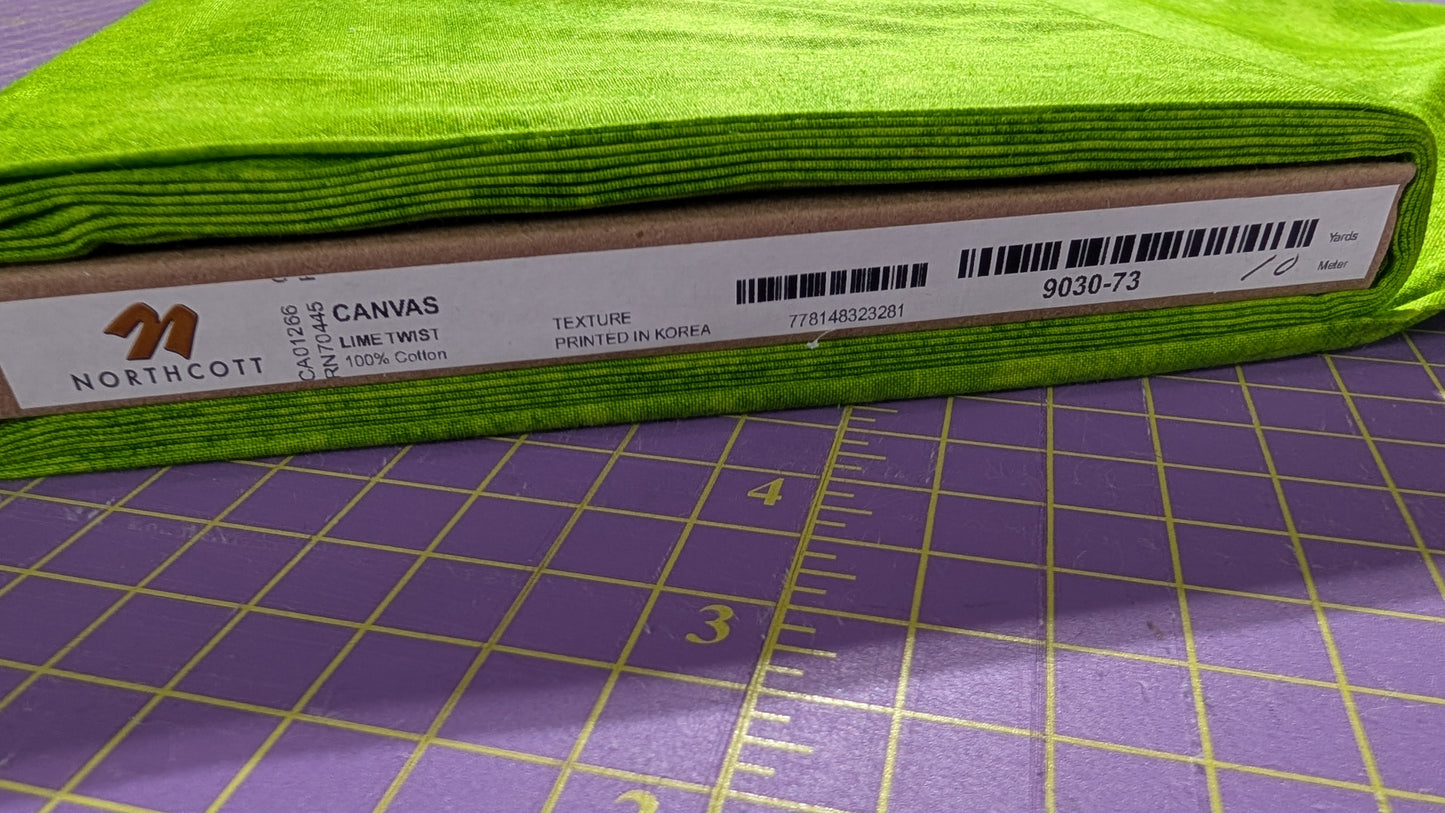 NORTHCOTT
CA01266
RN70445
CANVAS
LIME TWIST
100% Cotton
TEXTURE
PRINTED IN KOREA
778148323281
9030-73
10
Yards
Meter
4
3